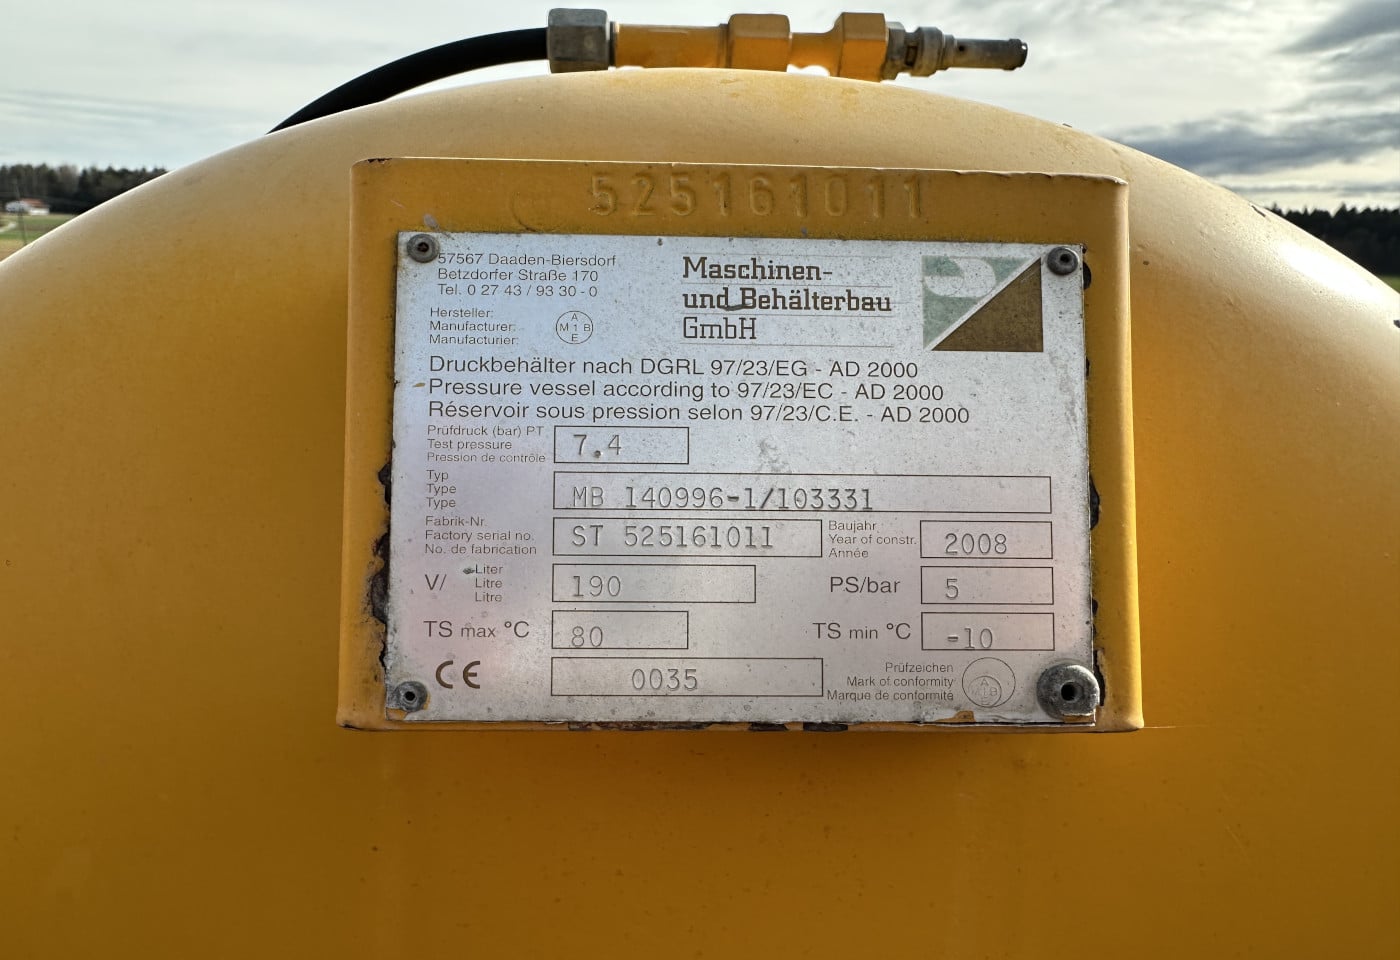 525161011
57567 Daaden-Biersdorf
Betzdorfer Straße 170
Tel. 0 27 43 / 93 30 - 0
Maschinen-
und Behälterbau
GmbH
Hersteller:
Manufacturer:
Manufacturier:
A
M 1 B
E
Druckbehälter nach DGRL 97/23/EG - AD 2000
Pressure vessel according to 97/23/EC - AD 2000
Réservoir sous pression selon 97/23/C.E. - AD 2000
Prüfdruck (bar) PT
Test pressure
Pression de contrôle
7.4
Typ
Type
Type
MB 140996-1/103331
Fabrik-Nr.
Factory serial no.
No. de fabrication
ST 525161011
Baujahr
Year of constr.
Année
2008
V/
Liter
Litre
Litre
190
PS/bar
5
TS max °C
80
TS min °C
-10
CE
0035
Prüfzeichen
Mark of conformity
Marque de conformité
A
M 1 B
E